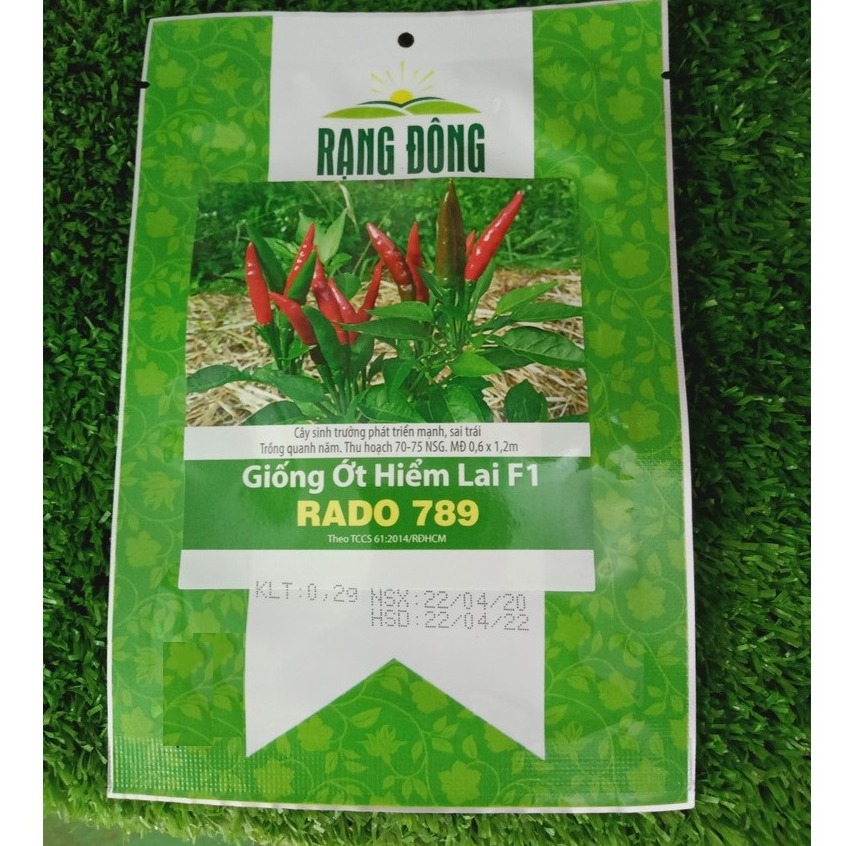 RẠNG ĐÔNG
Cây sinh trưởng phát triển mạnh, sai trái
Trồng quanh năm. Thu hoạch 70-75 NSG. MĐ 0,6 x 1,2m
Giống Ớt Hiểm Lai F1
RADO 789
Theo TCCS 61:2014/RĐHCM
KLT:0,2g NSX:22/04/20
HSD:22/04/22